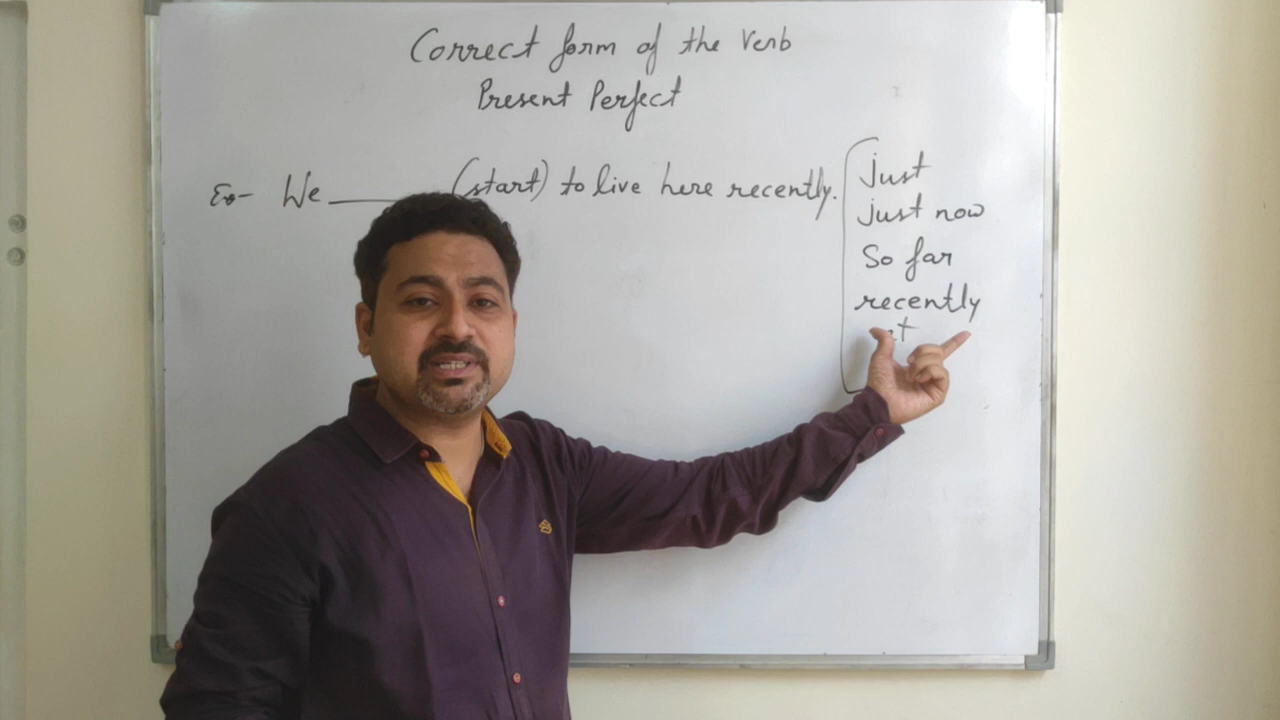 Correct form of the Verb
Present Perfect
Ex- We ______ (start) to live here recently.
just
just now
So far
recently